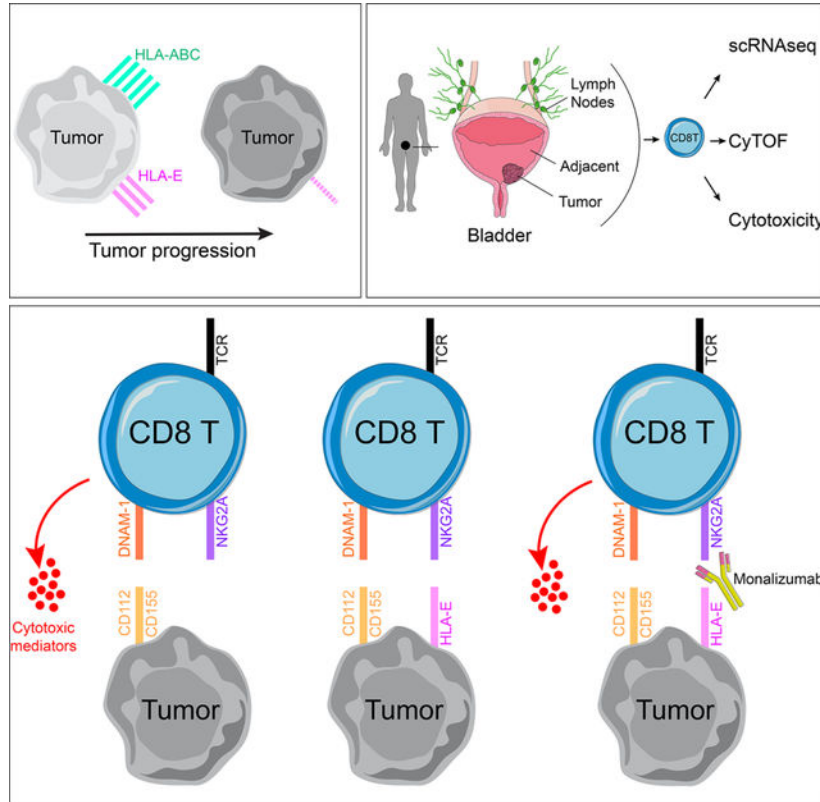 HLA-ABC
Tumor
Tumor
HLA-E
Tumor progression
Lymph
Nodes
Adjacent
Tumor
Bladder
CD8T
scRNAseq
CyTOF
Cytotoxicity
TCR
CD8 T
DNAM-1
NKG2A
Cytotoxic
mediators
CD112
CD155
Tumor
TCR
CD8 T
DNAM-1
NKG2A
CD112
CD155
HLA-E
Tumor
TCR
CD8 T
DNAM-1
NKG2A
Monalizumab
CD112
CD155
HLA-E
Tumor